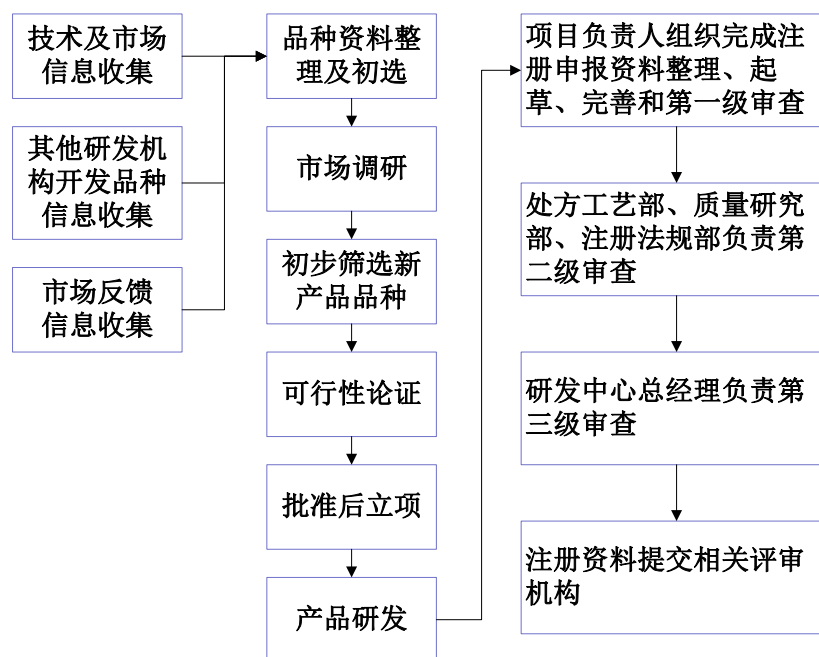 技术及市场
信息收集
其他研发机
构开发品种
信息收集
市场反馈
信息收集
品种资料整
理及初选
市场调研
初步筛选新
产品品种
可行性论证
批准后立项
产品研发
项目负责人组织完成注
册申报资料整理、起
草、完善和第一级审查
处方工艺部、质量研究
部、注册法规部负责第
二级审查
研发中心总经理负责第
三级审查
注册资料提交相关评审
机构